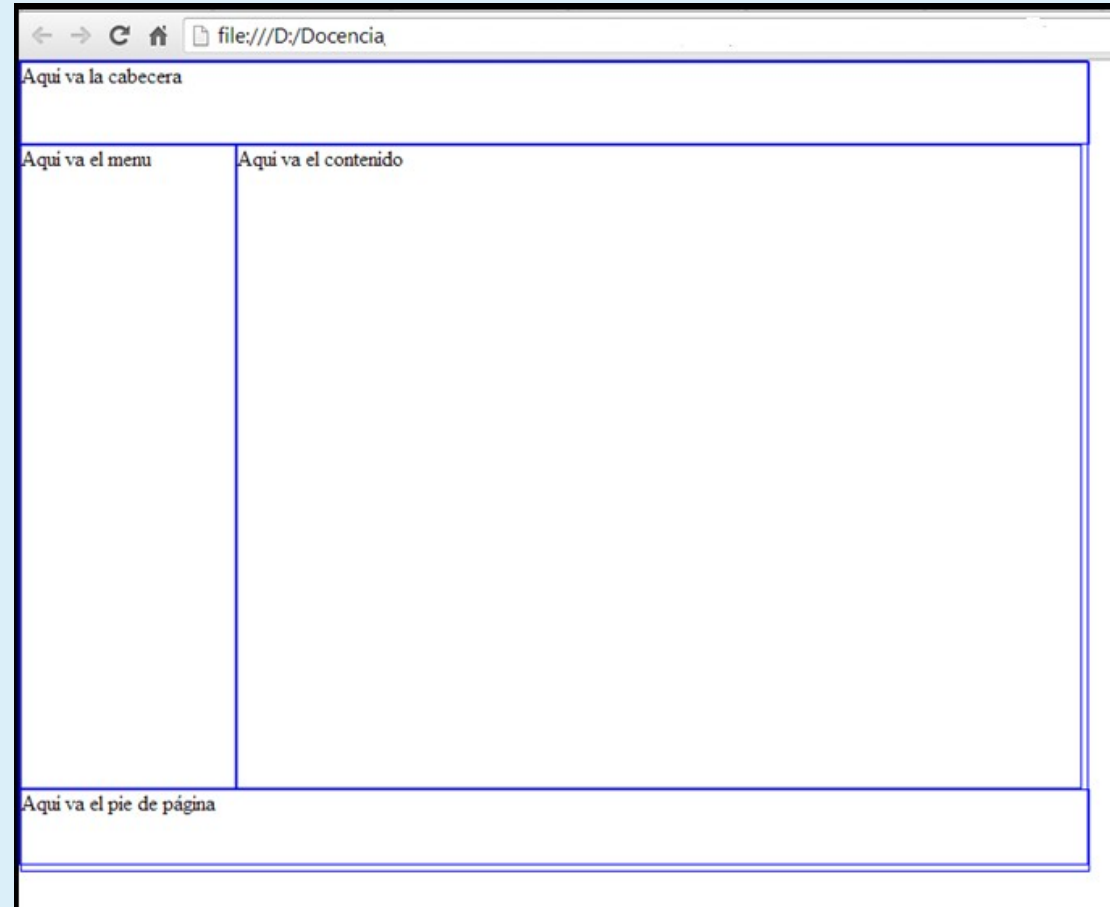 file:///D:/Docencia
Aqui va la cabecera
Aqui va el menu
Aqui va el contenido
Aqui va el pie de página